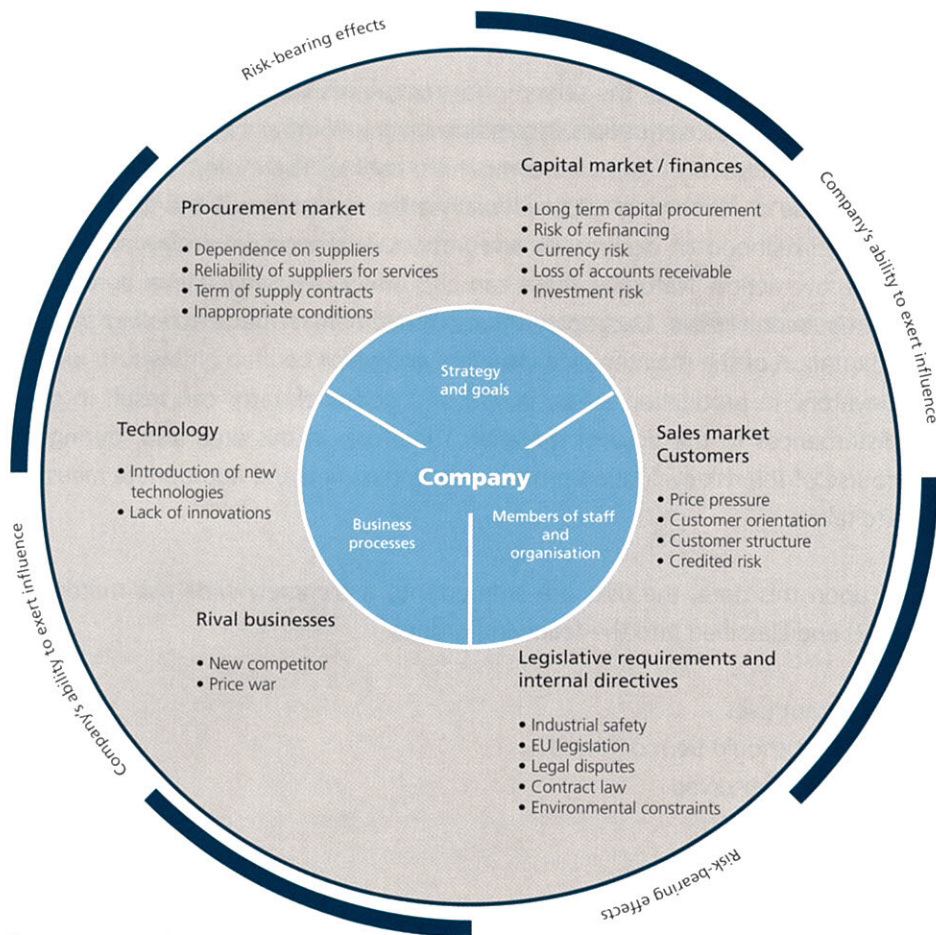 Risk-bearing effects
Capital market / finances
• Long term capital procurement
• Risk of refinancing
• Currency risk
• Loss of accounts receivable
• Investment risk
Company's ability to exert influence
Procurement market
• Dependence on suppliers
• Reliability of suppliers for services
• Term of supply contracts
• Inappropriate conditions
Strategy
and goals
Technology
• Introduction of new
technologies
• Lack of innovations
Company
Business
processes
Members of staff
and
organisation
Sales market
Customers
• Price pressure
• Customer orientation
• Customer structure
• Credited risk
Rival businesses
• New competitor
• Price war
Legislative requirements and
internal directives
• Industrial safety
• EU legislation
• Legal disputes
• Contract law
• Environmental constraints
Company's ability to exert influence
Risk-bearing effects